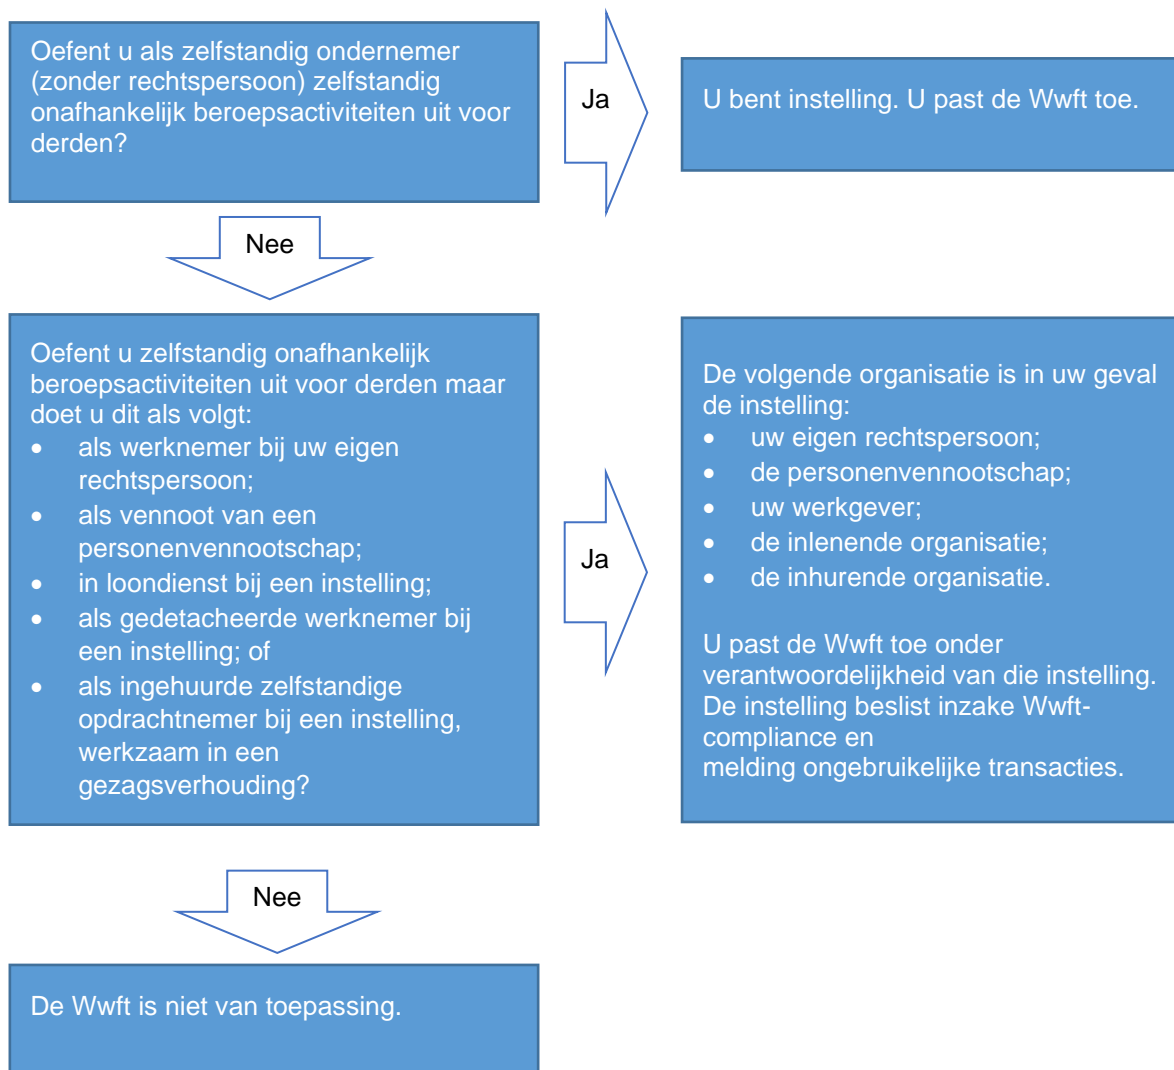 Oefent u als zelfstandig ondernemer
(zonder rechtspersoon) zelfstandig
onafhankelijk beroepsactiviteiten uit voor
derden?
Ja
U bent instelling. U past de Wwft toe.
Nee
Oefent u zelfstandig onafhankelijk
beroepsactiviteiten uit voor derden maar
doet u dit als volgt:
• als werknemer bij uw eigen
rechtspersoon;
• als vennoot van een
personenvennootschap;
• in loondienst bij een instelling;
• als gedetacheerde werknemer bij
een instelling; of
• als ingehuurde zelfstandige
opdrachtnemer bij een instelling,
werkzaam in een
gezagsverhouding?
Ja
De volgende organisatie is in uw geval
de instelling:
• uw eigen rechtspersoon;
• de personenvennootschap;
• uw werkgever;
• de inlenende organisatie;
• de inhurende organisatie.
U past de Wwft toe onder
verantwoordelijkheid van die instelling.
De instelling beslist inzake Wwft-
compliance en
melding ongebruikelijke transacties.
Nee
De Wwft is niet van toepassing.